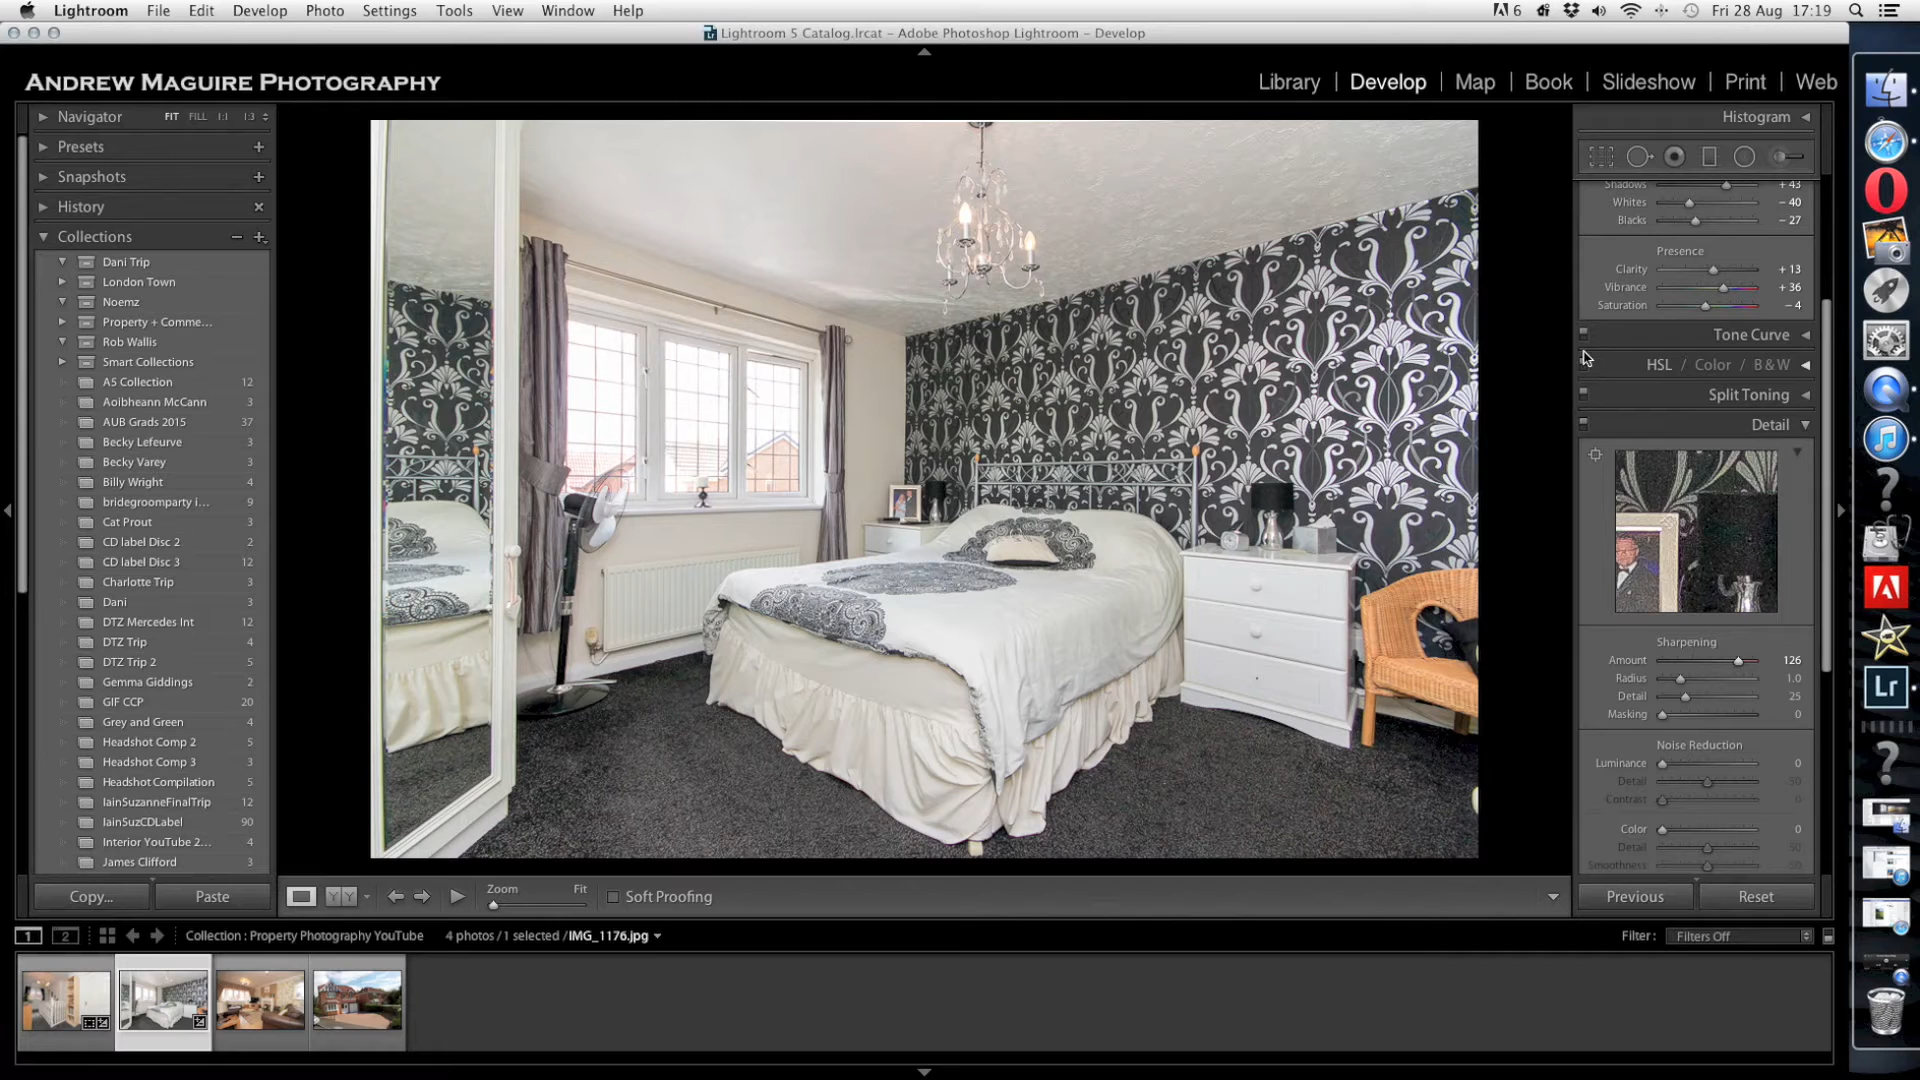 Lightroom File Edit Develop Photo Settings Tools View Window Help
6 Fri 28 Aug 17:19
Lightroom 5 Catalog.lrcat – Adobe Photoshop Lightroom – Develop
ANDREW MAGUIRE PHOTOGRAPHY
Library | Develop | Map | Book | Slideshow | Print | Web
Navigator FIT FILL 1:1 1:3
Presets
Snapshots
History
Collections
Dani Trip
London Town
Noemz
Property + Comme...
Rob Wallis
Smart Collections
A5 Collection 12
Aoibheann McCann 3
AUB Grads 2015 37
Becky Lefeurve 3
Becky Varey 3
Billy Wright 4
bridegroomparty i... 9
Cat Prout 3
CD label Disc 2 2
CD label Disc 3 12
Charlotte Trip 3
Dani 3
DTZ Mercedes Int 12
DTZ Trip 4
DTZ Trip 2 5
Gemma Giddings 2
GIF CCP 20
Grey and Green 4
Headshot Comp 2 5
Headshot Comp 3 3
Headshot Compilation 5
IainSuzanneFinalTrip 12
IainSuzCDLabel 90
Interior YouTube 2... 4
James Clifford 3
Copy... Paste
Histogram
Shadows + 43
Whites – 40
Blacks – 27
Presence
Clarity + 13
Vibrance + 36
Saturation – 4
Tone Curve
HSL / Color / B & W
Split Toning
Detail
Sharpening
Amount 126
Radius 1.0
Detail 25
Masking 0
Noise Reduction
Luminance 0
Detail 50
Contrast 0
Color 0
Detail 50
Smoothness 50
Previous Reset
Zoom Fit
Soft Proofing
1 2 Collection : Property Photography YouTube 4 photos / 1 selected / IMG_1176.jpg
Filter : Filters Off
Lr